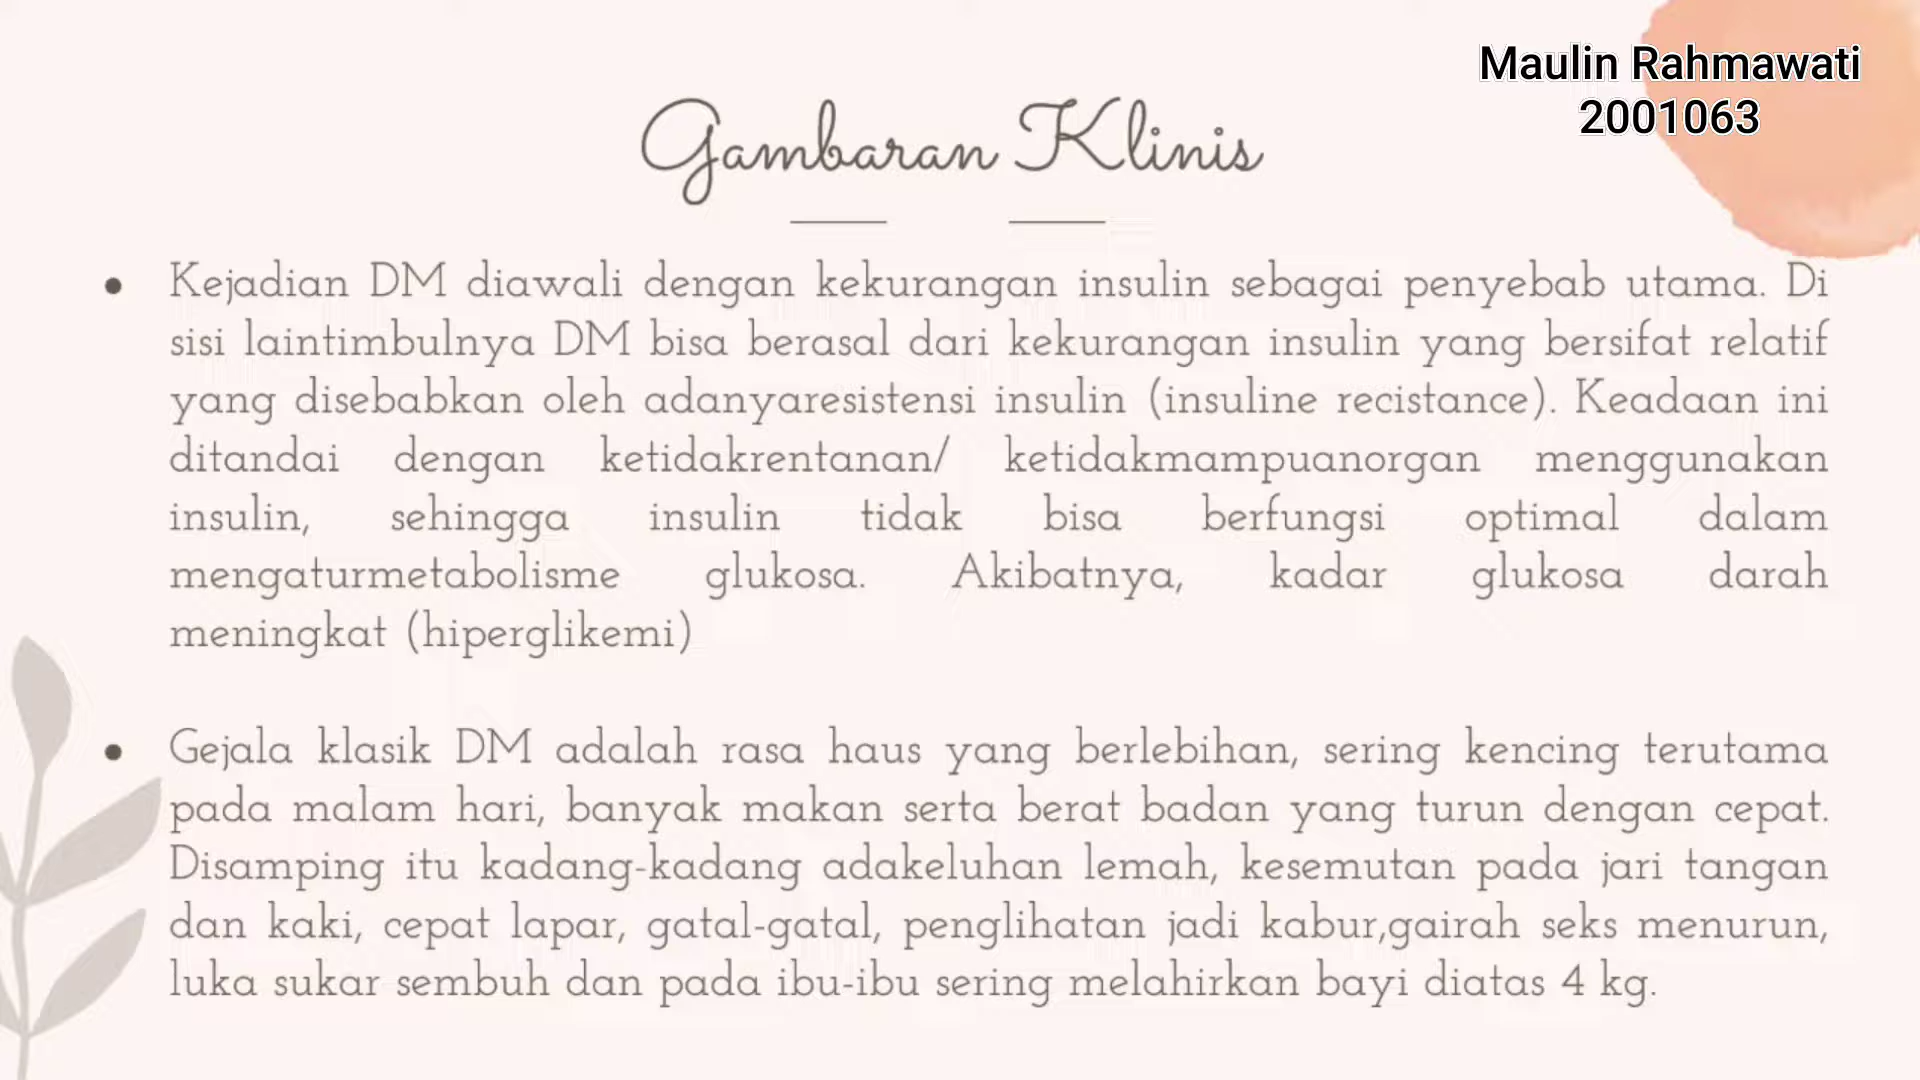 Maulin Rahmawati
2001063
Gambaran Klinis
• Kejadian DM diawali dengan kekurangan insulin sebagai penyebab utama. Di
sisi laintimbulnya DM bisa berasal dari kekurangan insulin yang bersifat relatif
yang disebabkan oleh adanyaresistensi insulin (insuline recistance). Keadaan ini
ditandai dengan ketidakrentanan/ ketidakmampuanorgan menggunakan
insulin, sehingga insulin tidak bisa berfungsi optimal dalam
mengaturmetabolisme glukosa. Akibatnya, kadar glukosa darah
meningkat (hiperglikemi)
• Gejala klasik DM adalah rasa haus yang berlebihan, sering kencing terutama
pada malam hari, banyak makan serta berat badan yang turun dengan cepat.
Disamping itu kadang-kadang adakeluhan lemah, kesemutan pada jari tangan
dan kaki, cepat lapar, gatal-gatal, penglihatan jadi kabur,gairah seks menurun,
luka sukar sembuh dan pada ibu-ibu sering melahirkan bayi diatas 4 kg.